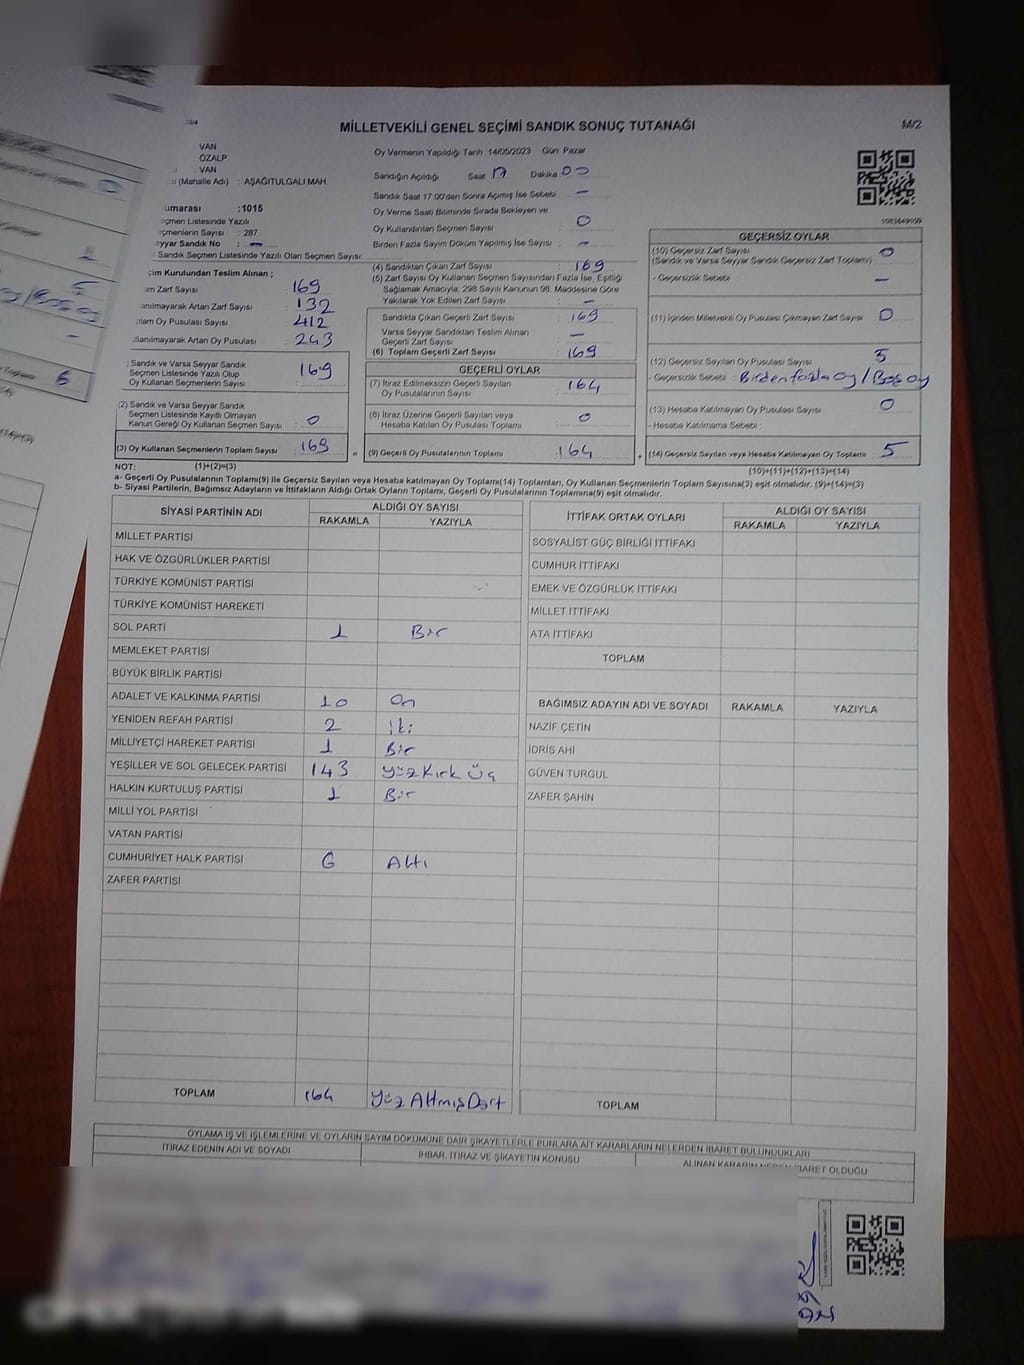 MİLLETVEKİLİ GENEL SEÇİMİ SANDIK SONUÇ TUTANAĞI
M/2
VAN
ÖZALP
VAN
(Mahalle Adı) : AŞAĞITULGALI MAH.
umarası :1015
çmen Listesinde Yazılı
çmenlerin Sayısı : 287
yyar Sandık No : -
Sandık Seçmen Listesinde Yazılı Olan Seçmen Sayısı
çim Kurulundan Teslim Alınan ;
m Zarf Sayısı : 169
anılmayarak Artan Zarf Sayısı : 132
plam Oy Pusulası Sayısı : 412
ullanılmayarak Artan Oy Pusulası : 243
Sandık ve Varsa Seyyar Sandık
Seçmen Listesinde Yazılı Olup
Oy Kullanan Seçmenlerin Sayısı : 169
(2) Sandık ve Varsa Seyyar Sandık
Seçmen Listesinde Kayıtlı Olmayan
Kanun Gereği Oy Kullanan Seçmen Sayısı : 0
(3) Oy Kullanan Seçmenlerin Toplam Sayısı : 169
Oy Vermenin Yapıldığı Tarih :14/05/2023 Gün: Pazar
Sandığın Açıldığı Saat 17 Dakika 00
Sandık Saat 17:00'den Sonra Açılmış İse Sebebi : -
Oy Verme Saati Bitiminde Sırada Bekleyen ve
Oy Kullandırılan Seçmen Sayısı : 0
Birden Fazla Sayım Döküm Yapılmış İse Sayısı : -
(4) Sandıktan Çıkan Zarf Sayısı : 169
(5) Zarf Sayısı Oy Kullanan Seçmen Sayısından Fazla İse, Eşitliği
Sağlamak Amacıyla, 298 Sayılı Kanunun 98. Maddesine Göre
Yakılarak Yok Edilen Zarf Sayısı : -
Sandıkta Çıkan Geçerli Zarf Sayısı : 169
Varsa Seyyar Sandıktan Teslim Alınan
Geçerli Zarf Sayısı : -
(6) Toplam Geçerli Zarf Sayısı : 169
GEÇERLİ OYLAR
(7) İtiraz Edilmeksizin Geçerli Sayılan
Oy Pusulalarının Sayısı : 164
(8) İtiraz Üzerine Geçerli Sayılan veya
Hesaba Katılan Oy Pusulası Toplamı : 0
= (9) Geçerli Oy Pusulalarının Toplamı : 164
GEÇERSİZ OYLAR
(10) Geçersiz Zarf Sayısı : 0
(Sandık ve Varsa Seyyar Sandık Geçersiz Zarf Toplamı)
- Geçersizlik Sebebi : -
(11) İçinden Milletvekili Oy Pusulası Çıkmayan Zarf Sayısı : 0
(12) Geçersiz Sayılan Oy Pusulası Sayısı : 5
- Geçersizlik Sebebi : Birden fazla oy / Boş oy
(13) Hesaba Katılmayan Oy Pusulası Sayısı : 0
- Hesaba Katılmama Sebebi :
+ (14) Geçersiz Sayılan veya Hesaba Katılmayan Oy Toplamı : 5
NOT: (1)+(2)=(3)
(10)+(11)+(12)+(13)=(14)
a- Geçerli Oy Pusulalarının Toplamı(9) ile Geçersiz Sayılan veya Hesaba katılmayan Oy Toplamı(14) Toplamları, Oy Kullanan Seçmenlerin Toplam Sayısına(3) eşit olmalıdır. (9)+(14)=(3)
b- Siyasi Partilerin, Bağımsız Adayların ve İttifakların Aldığı Ortak Oyların Toplamı, Geçerli Oy Pusulalarının Toplamına(9) eşit olmalıdır.
SİYASİ PARTİNİN ADI ALDIĞI OY SAYISI
RAKAMLA YAZIYLA
MİLLET PARTİSİ
HAK VE ÖZGÜRLÜKLER PARTİSİ
TÜRKİYE KOMÜNİST PARTİSİ
TÜRKİYE KOMÜNİST HAREKETİ
SOL PARTİ 1 Bir
MEMLEKET PARTİSİ
BÜYÜK BİRLİK PARTİSİ
ADALET VE KALKINMA PARTİSİ 10 On
YENİDEN REFAH PARTİSİ 2 iki
MİLLİYETÇİ HAREKET PARTİSİ 1 Bir
YEŞİLLER VE SOL GELECEK PARTİSİ 143 yüz Kırk Üç
HALKIN KURTULUŞ PARTİSİ 1 Bir
MİLLİ YOL PARTİSİ
VATAN PARTİSİ
CUMHURİYET HALK PARTİSİ 6 Altı
ZAFER PARTİSİ
TOPLAM 164 yüz Altmış Dört
İTTİFAK ORTAK OYLARI ALDIĞI OY SAYISI
RAKAMLA YAZIYLA
SOSYALİST GÜÇ BİRLİĞİ İTTİFAKI
CUMHUR İTTİFAKI
EMEK VE ÖZGÜRLÜK İTTİFAKI
MİLLET İTTİFAKI
ATA İTTİFAKI
TOPLAM
BAĞIMSIZ ADAYIN ADI VE SOYADI RAKAMLA YAZIYLA
NAZİF ÇETİN
İDRİS AHİ
GÜVEN TURGUL
ZAFER ŞAHİN
TOPLAM
OYLAMA İŞ VE İŞLEMLERİNE VE OYLARIN SAYIM DÖKÜMÜNE DAİR ŞİKAYETLERLE BUNLARA AİT KARARLARIN NELERDEN İBARET BULUNDUKLARI
İTİRAZ EDENİN ADI VE SOYADI İHBAR, İTİRAZ VE ŞİKAYETİN KONUSU ALINAN KARARIN NEDEN İBARET OLDUĞU